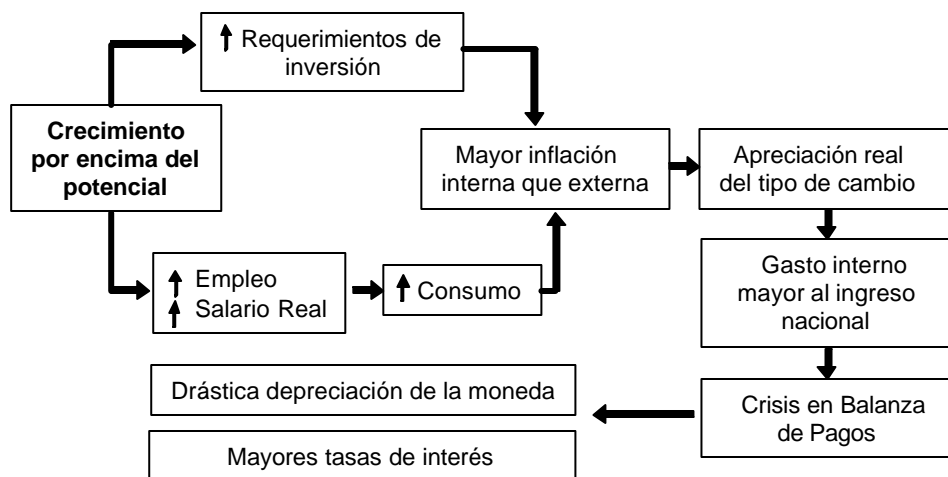 Requerimientos de
inversión
Crecimiento
por encima del
potencial
Mayor inflación
interna que externa
Apreciación real
del tipo de cambio
Empleo
Salario Real
Consumo
Gasto interno
mayor al ingreso
nacional
Drástica depreciación de la moneda
Crisis en Balanza
de Pagos
Mayores tasas de interés